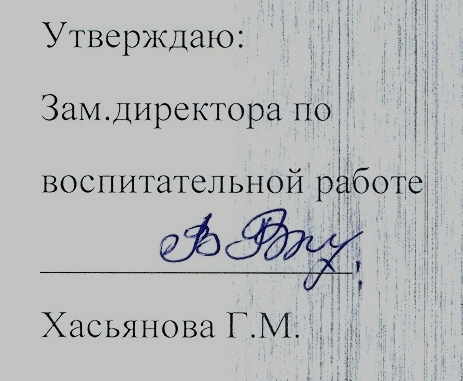 Утверждаю:
Зам.директора по
воспитательной работе
Хасьянова Г.М.